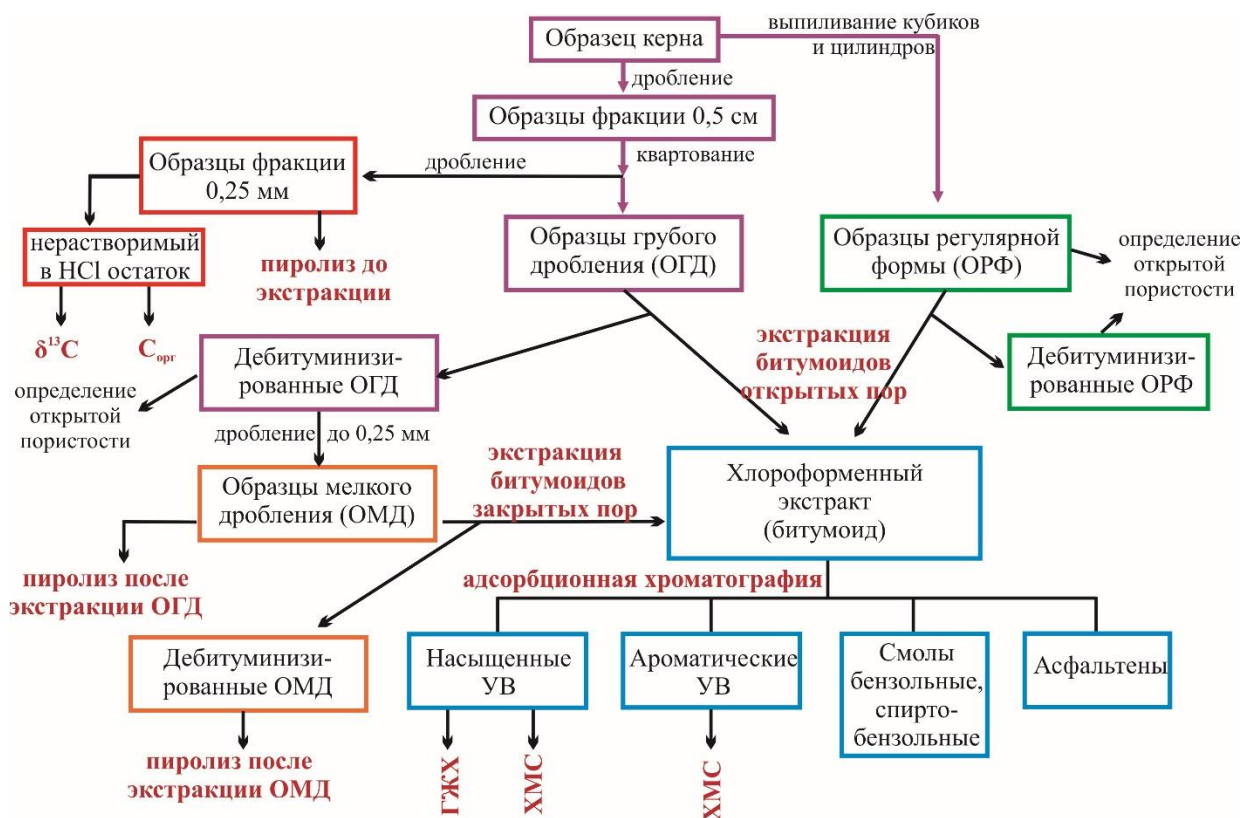 Образец керна
выпиливание кубиков
и цилиндров
дробление
Образцы фракции 0,5 см
дробление
квартование
Образцы фракции
0,25 мм
нерастворимый
в HCl остаток
пиролиз до
экстракции
Образцы грубого
дробления (ОГД)
Образцы регулярной
формы (ОРФ)
определение
открытой
пористости
δ¹³C
Cорг
экстракция
битумоидов
открытых пор
Дебитуминизи-
рованные ОГД
Дебитуминизи-
рованные ОРФ
определение
открытой
пористости
дробление до 0,25 мм
экстракция
битумоидов
закрытых пор
Образцы мелкого
дробления (ОМД)
Хлороформенный
экстракт
(битумоид)
пиролиз после
экстракции ОГД
адсорбционная хроматография
Дебитуминизи-
рованные ОМД
Насыщенные
УВ
Ароматические
УВ
Смолы
бензольные,
спирто-
бензольные
Асфальтены
пиролиз после
экстракции ОМД
ГЖХ
ХМС
ХМС